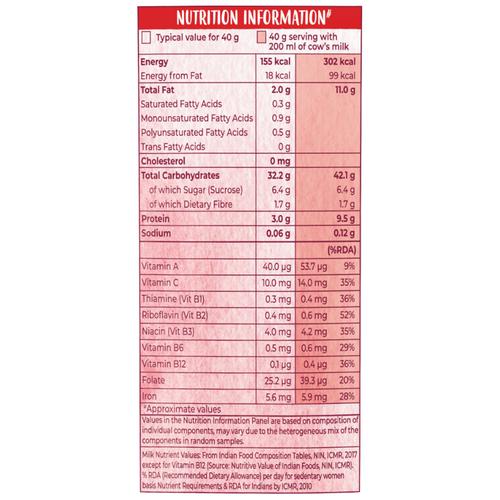 NUTRITION INFORMATION#
Typical value for 40 g
40 g serving with
200 ml of cow's milk
Energy 155 kcal 302 kcal
Energy from Fat 18 kcal 99 kcal
Total Fat 2.0 g 11.0 g
Saturated Fatty Acids 0.3 g
Monounsaturated Fatty Acids 0.9 g
Polyunsaturated Fatty Acids 0.5 g
Trans Fatty Acids 0 g
Cholesterol 0 mg
Total Carbohydrates 32.2 g 42.1 g
of which Sugar (Sucrose) 6.4 g 6.4 g
of which Dietary Fibre 1.7 g 1.7 g
Protein 3.0 g 9.5 g
Sodium 0.06 g 0.12 g
(%RDA)
Vitamin A 40.0 µg 53.7 µg 9%
Vitamin C 10.0 mg 14.0 mg 35%
Thiamine (Vit B1) 0.3 mg 0.4 mg 36%
Riboflavin (Vit B2) 0.4 mg 0.6 mg 52%
Niacin (Vit B3) 4.0 mg 4.2 mg 35%
Vitamin B6 0.5 mg 0.6 mg 29%
Vitamin B12 0.1 µg 0.4 µg 36%
Folate 25.2 µg 39.3 µg 20%
Iron 5.6 mg 5.9 mg 28%
#Approximate values
Values in the Nutrition Information Panel are based on composition of
individual components, may vary due to the heterogeneous mix of the
components in random samples.
Milk Nutrient Values: From Indian Food Composition Tables, NIN, ICMR, 2017
except for Vitamin B12 (Source: Nutritive Value of Indian Foods, NIN, ICMR).
% RDA (Recommended Dietary Allowance) per day for sedentary women
basis Nutrient Requirements & RDA for Indians by ICMR, 2010